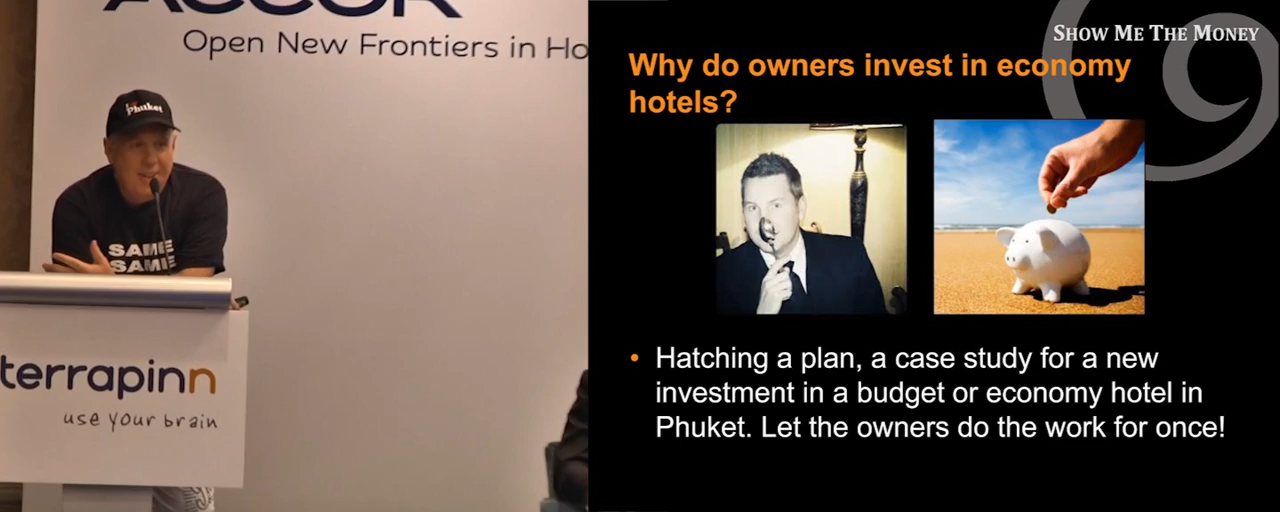 ACCOR
Open New Frontiers in Ho
Phuket
SAME
SAME
terrapinn
use your brain
SHOW ME THE MONEY
Why do owners invest in economy
hotels?
• Hatching a plan, a case study for a new
investment in a budget or economy hotel in
Phuket. Let the owners do the work for once!